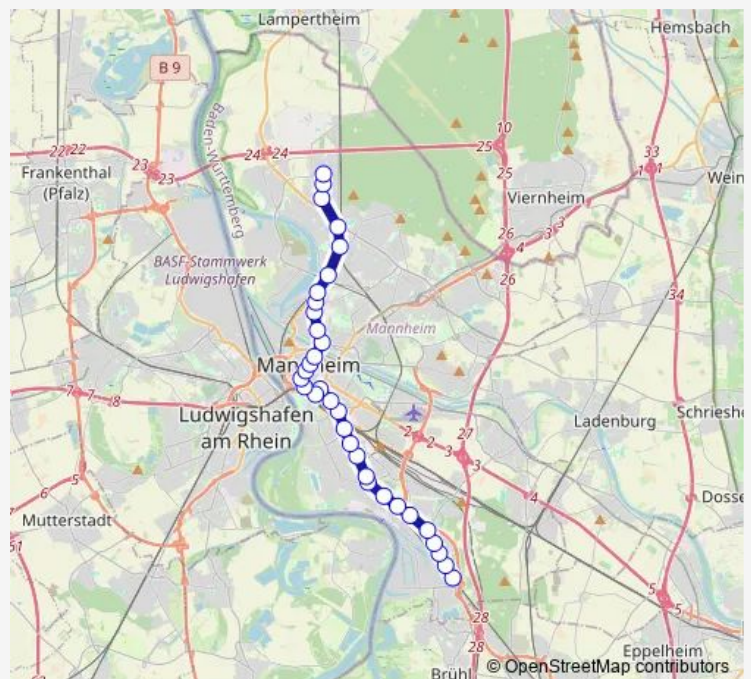 Lampertheim
Hemsbach
B 9
Baden-Württemberg
10
22 22
24 24
25
33
23
23
25
1 1
Frankenthal
(Pfalz)
Wein
Viernheim
26
3 3
4
BASF-Stammwerk
Ludwigshafen
26
34
Mannheim
Mannheim
7 7 8
Ludwigshafen
am Rhein
Schriesh
Ladenburg
2 2
27
3 3
5
4
6
Dosse
Mutterstadt
51
5
5
28
28
Eppelheim
Brühl
© OpenStreetMap contributors